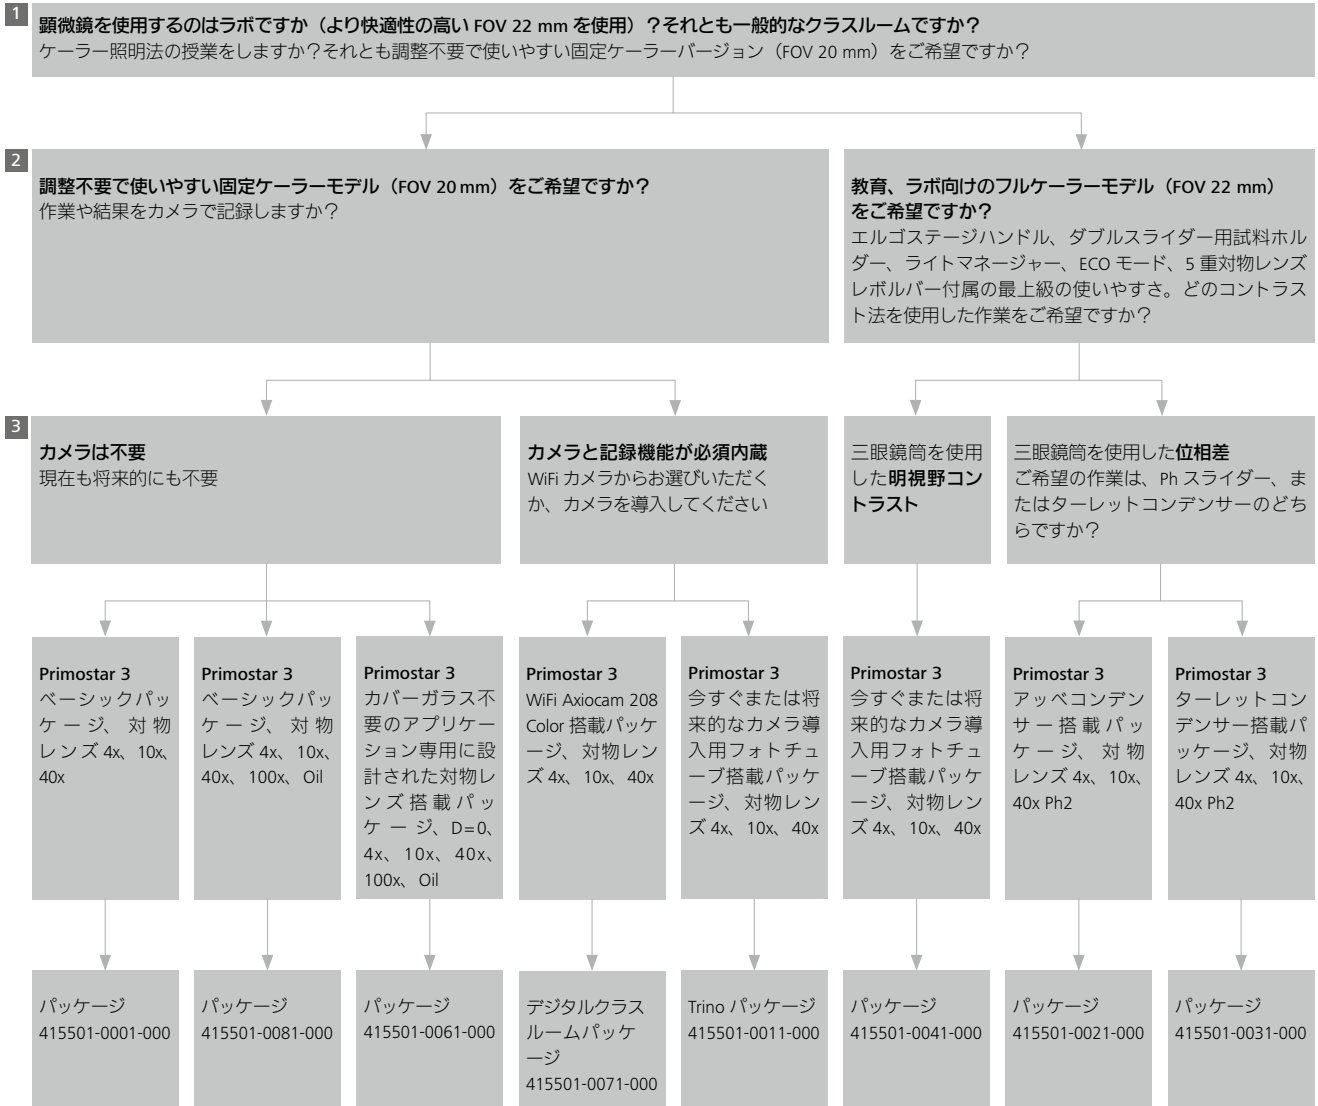 1
顕微鏡を使用するのはラボですか（より快適性の高い FOV 22 mm を使用）？それとも一般的なクラスルームですか？
ケーラー照明法の授業をしますか？それとも調整不要で使いやすい固定ケーラーバージョン（FOV 20 mm）をご希望ですか？
2
調整不要で使いやすい固定ケーラーモデル（FOV 20 mm）をご希望ですか？
作業や結果をカメラで記録しますか？
教育、ラボ向けのフルケーラーモデル（FOV 22 mm）
をご希望ですか？
エルゴステージハンドル、ダブルスライダー用試料ホル
ダー、ライトマネージャー、ECO モード、5 重対物レンズ
レボルバー付属の最上級の使いやすさ。どのコントラス
ト法を使用した作業をご希望ですか？
3
カメラは不要
現在も将来的にも不要
カメラと記録機能が必須内蔵
WiFi カメラからお選びいただく
か、カメラを導入してください
三眼鏡筒を使用
した明視野コン
トラスト
三眼鏡筒を使用した位相差
ご希望の作業は、Ph スライダー、ま
たはターレットコンデンサーのどち
らですか？
Primostar 3
ベーシックパッ
ケージ、対物
レンズ 4x、10x、
40x
Primostar 3
ベーシックパッ
ケージ、対物
レンズ 4x、10x、
40x、100x、Oil
Primostar 3
カバーガラス不
要のアプリケー
ション専用に設
計された対物レ
ンズ搭載パッ
ケージ、D=0、
4x、10x、40x、
100x、Oil
Primostar 3
WiFi Axiocam 208
Color 搭載パッケ
ージ、対物レン
ズ 4x、10x、40x
Primostar 3
今すぐまたは将
来的なカメラ導
入用フォトチュ
ーブ搭載パッケ
ージ、対物レン
ズ 4x、10x、40x
Primostar 3
今すぐまたは将
来的なカメラ導
入用フォトチュ
ーブ搭載パッケ
ージ、対物レン
ズ 4x、10x、40x
Primostar 3
アッベコンデン
サー搭載パッ
ケージ、対物
レンズ 4x、10x、
40x Ph2
Primostar 3
ターレットコン
デンサー搭載パ
ッケージ、対物
レンズ 4x、10x、
40x Ph2
パッケージ
415501-0001-000
パッケージ
415501-0081-000
パッケージ
415501-0061-000
デジタルクラス
ルームパッケ
ージ
415501-0071-000
Trino パッケージ
415501-0011-000
パッケージ
415501-0041-000
パッケージ
415501-0021-000
パッケージ
415501-0031-000